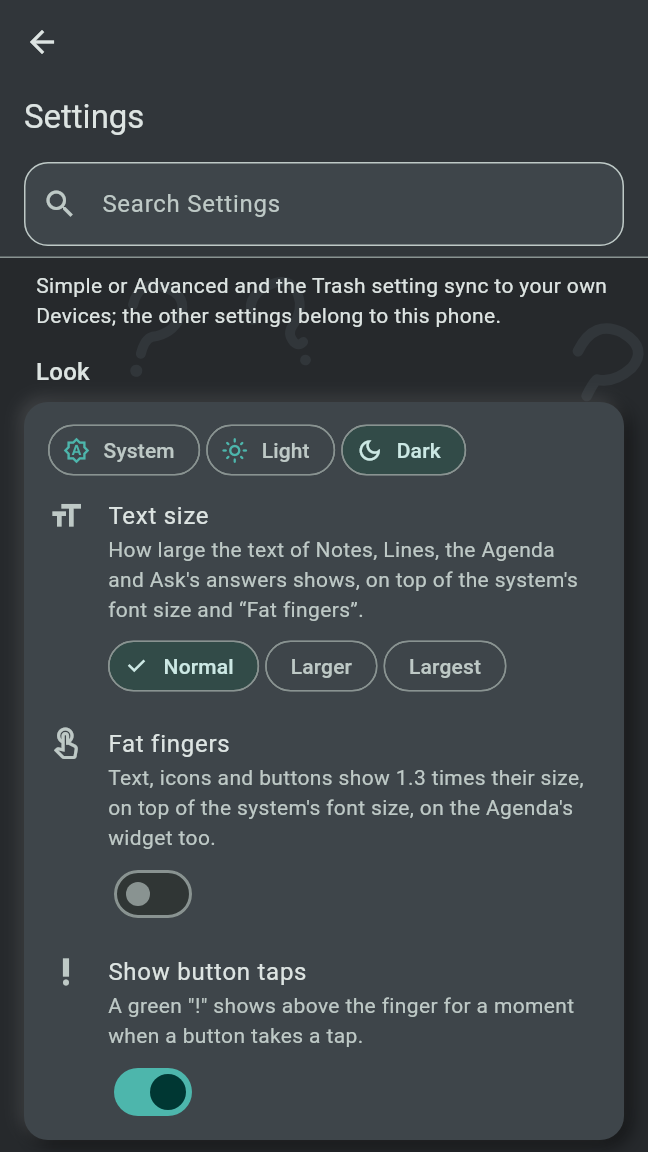 Settings
Search Settings
Simple or Advanced and the Trash setting sync to your own
Devices; the other settings belong to this phone.
Look
System
Light
Dark
Text size
How large the text of Notes, Lines, the Agenda
and Ask's answers shows, on top of the system's
font size and “Fat fingers”.
Normal
Larger
Largest
Fat fingers
Text, icons and buttons show 1.3 times their size,
on top of the system's font size, on the Agenda's
widget too.
Show button taps
A green "!" shows above the finger for a moment
when a button takes a tap.